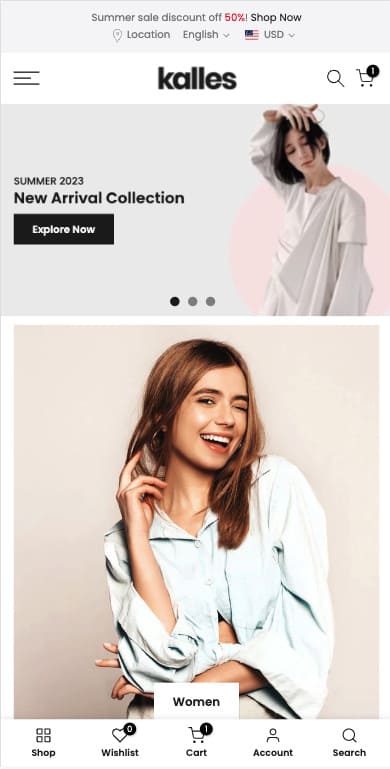 Summer sale discount off 50%! Shop Now
Location English USD
kalles
1
SUMMER 2023
New Arrival Collection
Explore Now
Women
0
1
Shop Wishlist Cart Account Search